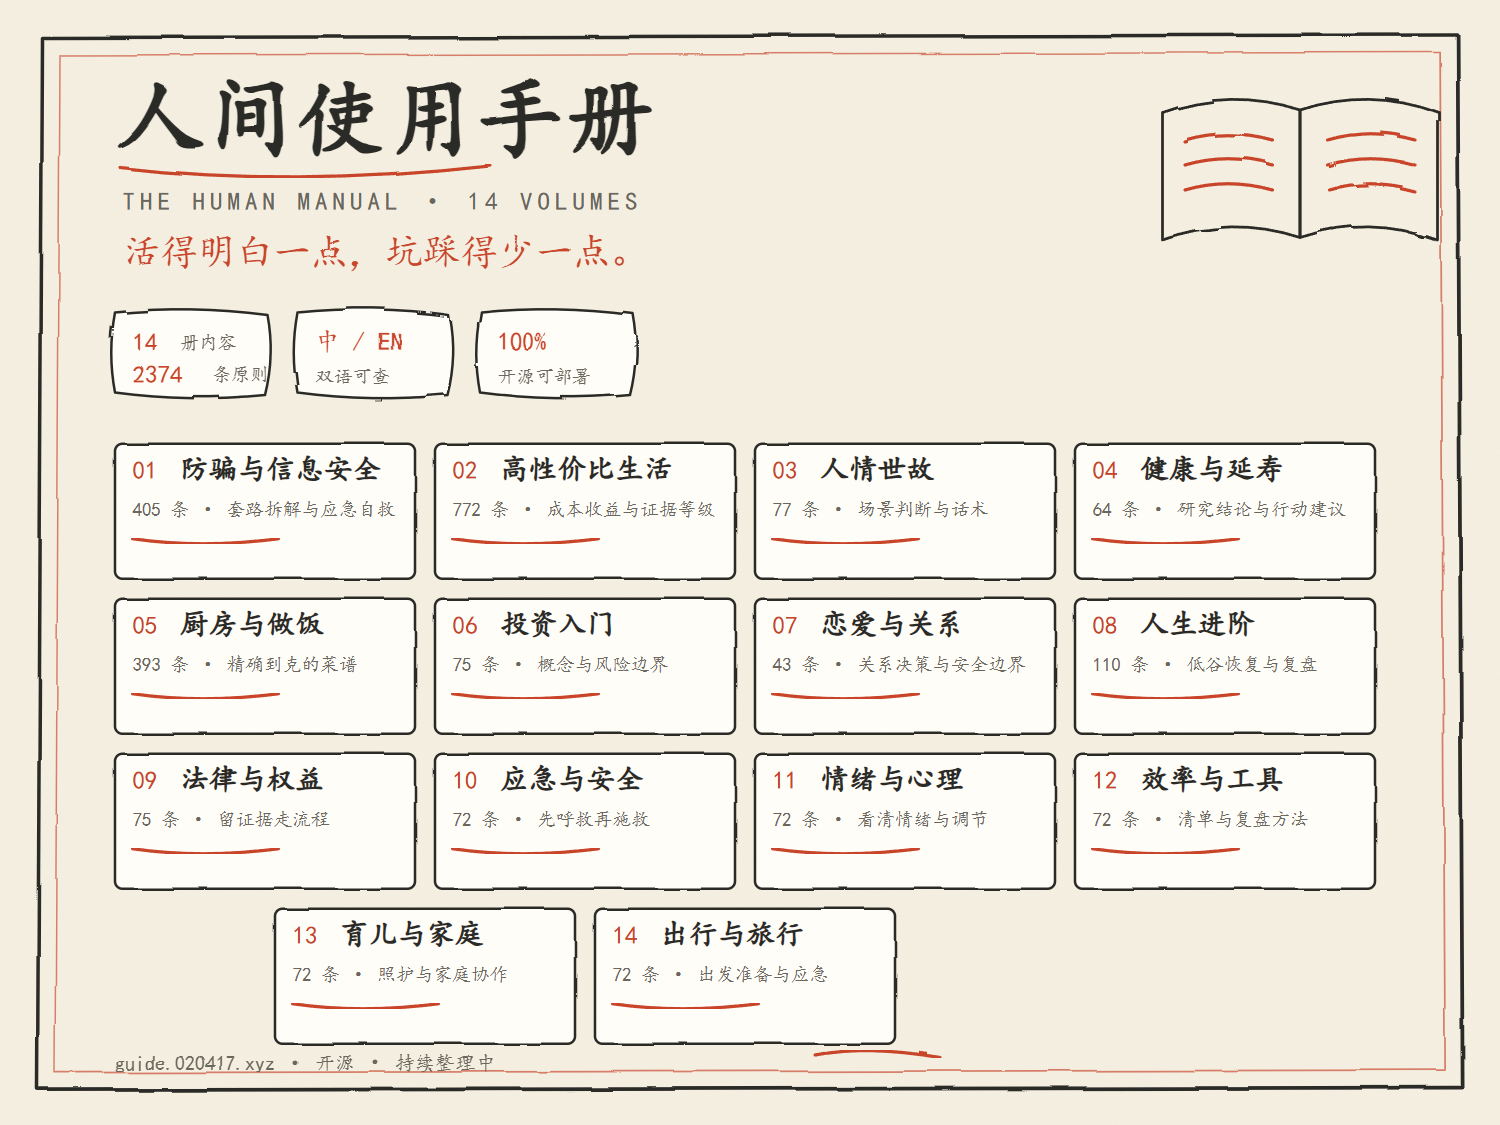 人间使用手册
THE HUMAN MANUAL • 14 VOLUMES
活得明白一点，坑踩得少一点。
14 册内容
2374 条原则
中 / EN
双语可查
100%
开源可部署
01 防骗与信息安全
405 条 • 套路拆解与应急自救
02 高性价比生活
772 条 • 成本收益与证据等级
03 人情世故
77 条 • 场景判断与话术
04 健康与延寿
64 条 • 研究结论与行动建议
05 厨房与做饭
393 条 • 精确到克的菜谱
06 投资入门
75 条 • 概念与风险边界
07 恋爱与关系
43 条 • 关系决策与安全边界
08 人生进阶
110 条 • 低谷恢复与复盘
09 法律与权益
75 条 • 留证据走流程
10 应急与安全
72 条 • 先呼救再施救
11 情绪与心理
72 条 • 看清情绪与调节
12 效率与工具
72 条 • 清单与复盘方法
13 育儿与家庭
72 条 • 照护与家庭协作
14 出行与旅行
72 条 • 出发准备与应急
guide.020417.xyz • 开源 • 持续整理中